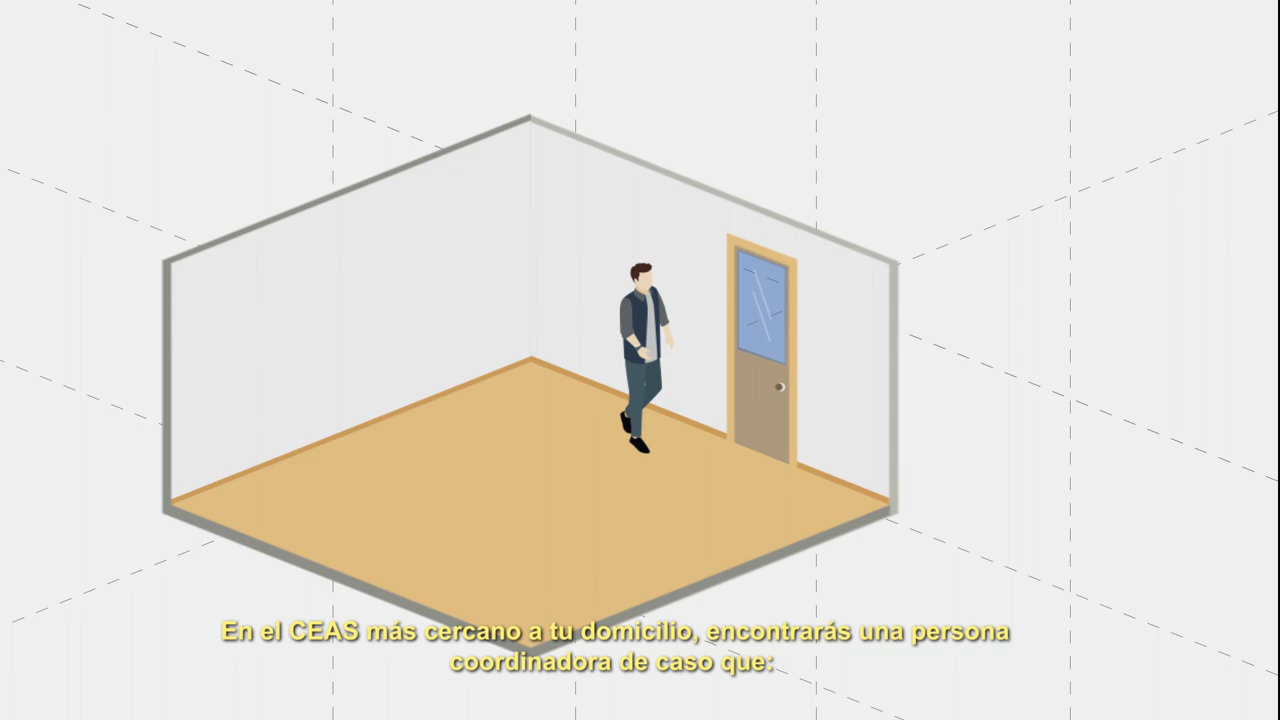 En el CEAS más cercano a tu domicilio, encontrarás una persona
coordinadora de caso que: